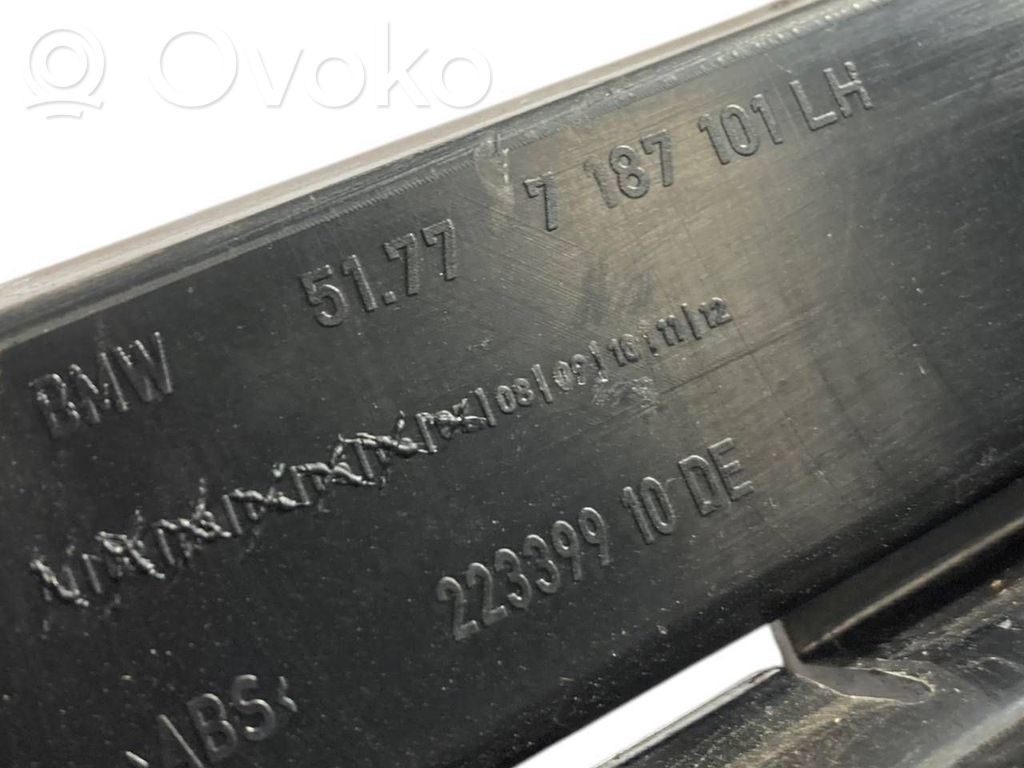 Ovoko
BMW 51.77 7 187 101 LH
08|09|10|11|12
223399 10 DE
>ABS<